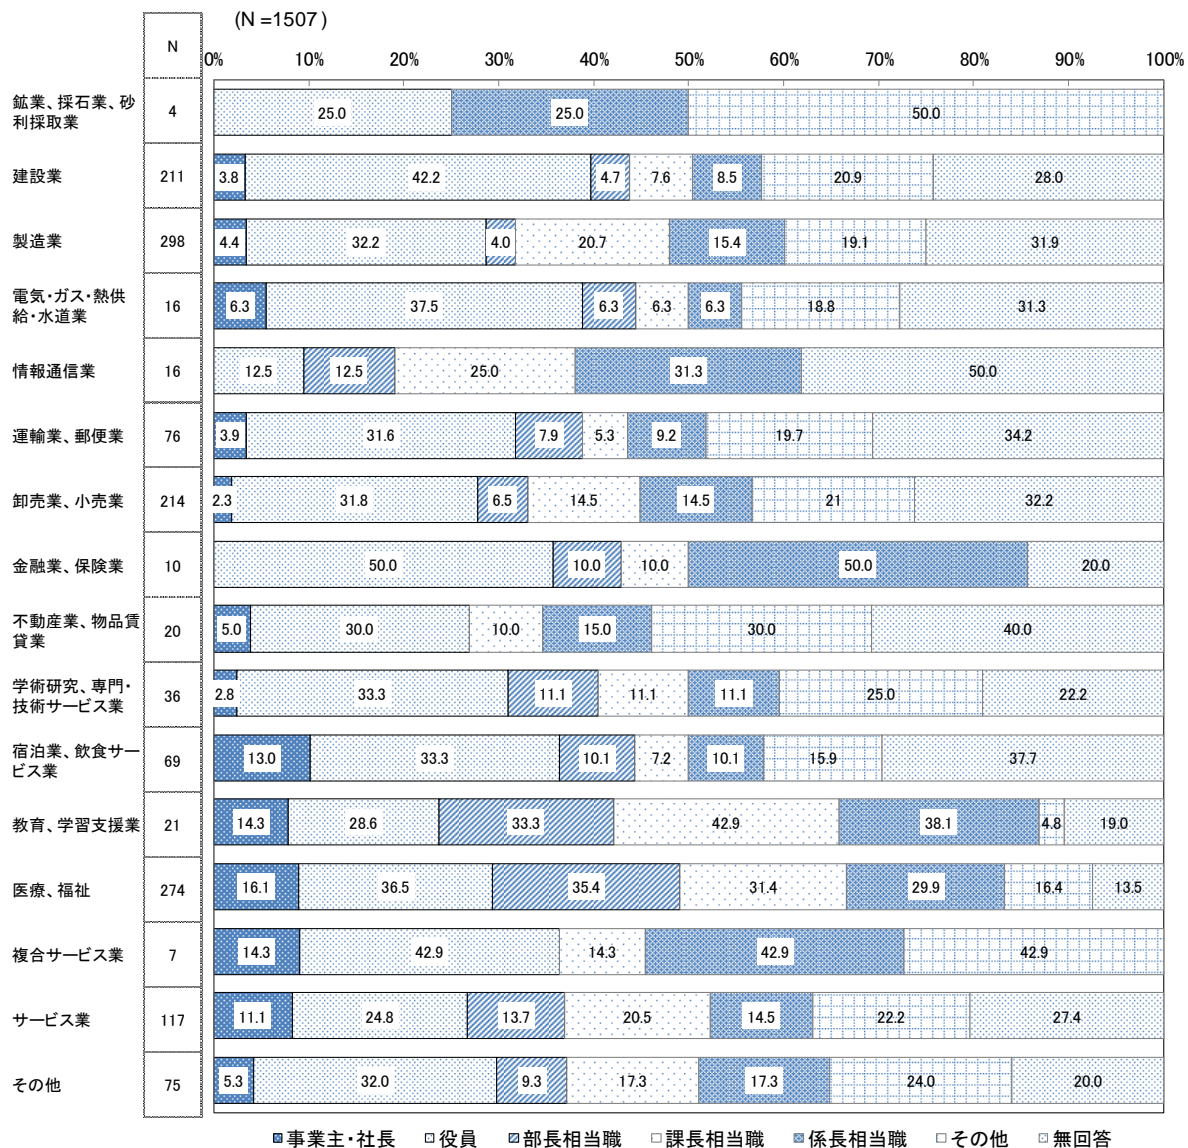 (N =1507 )
N
0% 10% 20% 30% 40% 50% 60% 70% 80% 90% 100%
鉱業、採石業、砂
利採取業
4 25.0 25.0 50.0
建設業 211 3.8 42.2 4.7 7.6 8.5 20.9 28.0
製造業 298 4.4 32.2 4.0 20.7 15.4 19.1 31.9
電気・ガス・熱供
給・水道業
16 6.3 37.5 6.3 6.3 6.3 18.8 31.3
情報通信業 16 12.5 12.5 25.0 31.3 50.0
運輸業、郵便業 76 3.9 31.6 7.9 5.3 9.2 19.7 34.2
卸売業、小売業 214 2.3 31.8 6.5 14.5 14.5 21 32.2
金融業、保険業 10 50.0 10.0 10.0 50.0 20.0
不動産業、物品賃
貸業
20 5.0 30.0 10.0 15.0 30.0 40.0
学術研究、専門・
技術サービス業
36 2.8 33.3 11.1 11.1 11.1 25.0 22.2
宿泊業、飲食サー
ビス業
69 13.0 33.3 10.1 7.2 10.1 15.9 37.7
教育、学習支援業 21 14.3 28.6 33.3 42.9 38.1 4.8 19.0
医療、福祉 274 16.1 36.5 35.4 31.4 29.9 16.4 13.5
複合サービス業 7 14.3 42.9 14.3 42.9 42.9
サービス業 117 11.1 24.8 13.7 20.5 14.5 22.2 27.4
その他 75 5.3 32.0 9.3 17.3 17.3 24.0 20.0
事業主・社長 役員 部長相当職 課長相当職 係長相当職 その他 無回答